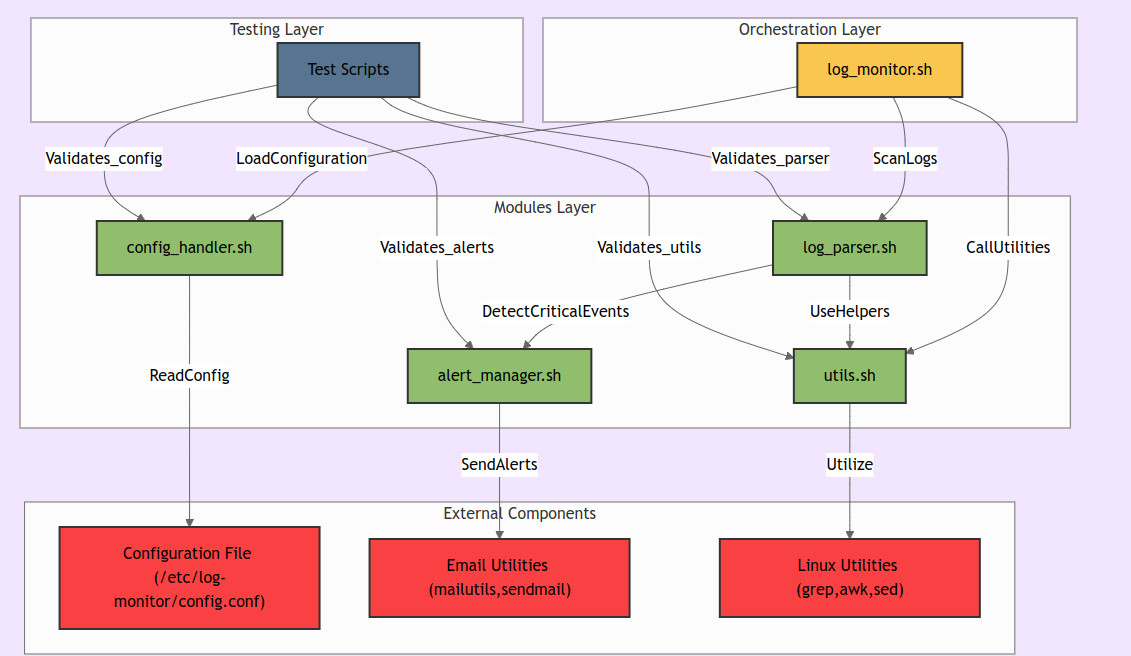 Testing Layer
Orchestration Layer
Test Scripts
log_monitor.sh
Validates_config
LoadConfiguration
Validates_parser
ScanLogs
Modules Layer
config_handler.sh
Validates_alerts
Validates_utils
log_parser.sh
CallUtilities
DetectCriticalEvents
UseHelpers
ReadConfig
alert_manager.sh
utils.sh
SendAlerts
Utilize
External Components
Configuration File
(/etc/log-
monitor/config.conf)
Email Utilities
(mailutils,sendmail)
Linux Utilities
(grep,awk,sed)